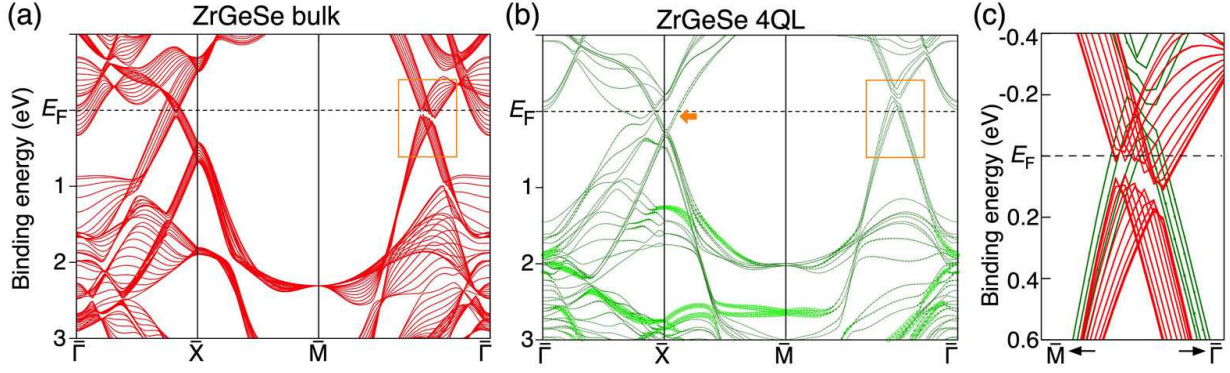 (a) ZrGeSe bulk
Binding energy (eV)
E_F
1
2
3
Γ̄ X̄ M̄ Γ̄
(b) ZrGeSe 4QL
E_F
1
2
3
Γ̄ X̄ M̄ Γ̄
(c)
Binding energy (eV)
-0.4
-0.2
E_F
0.2
0.4
0.6
M̄ Γ̄